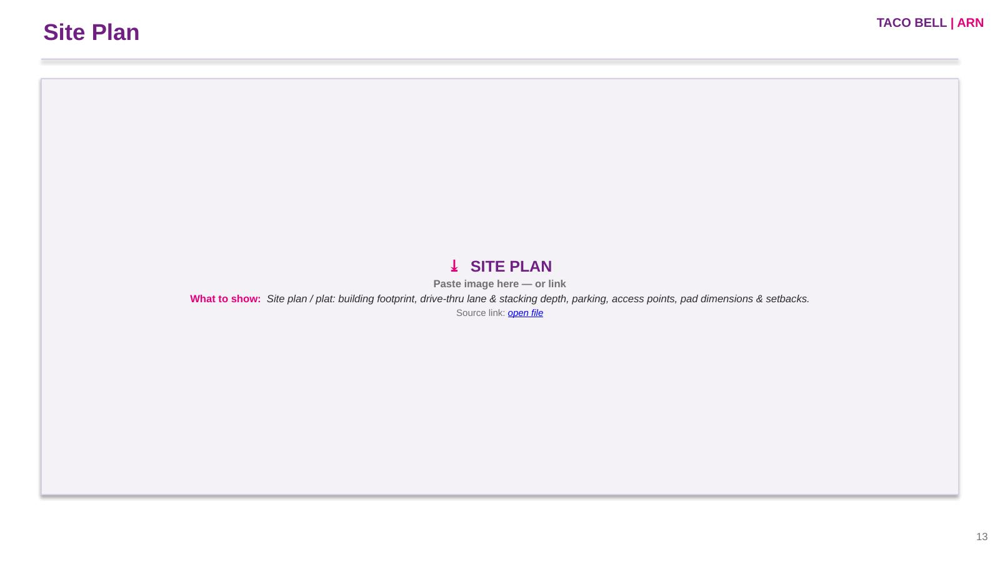 Site Plan
TACO BELL | ARN
⤓ SITE PLAN
Paste image here — or link
What to show: Site plan / plat: building footprint, drive-thru lane & stacking depth, parking, access points, pad dimensions & setbacks.
Source link: open file
13